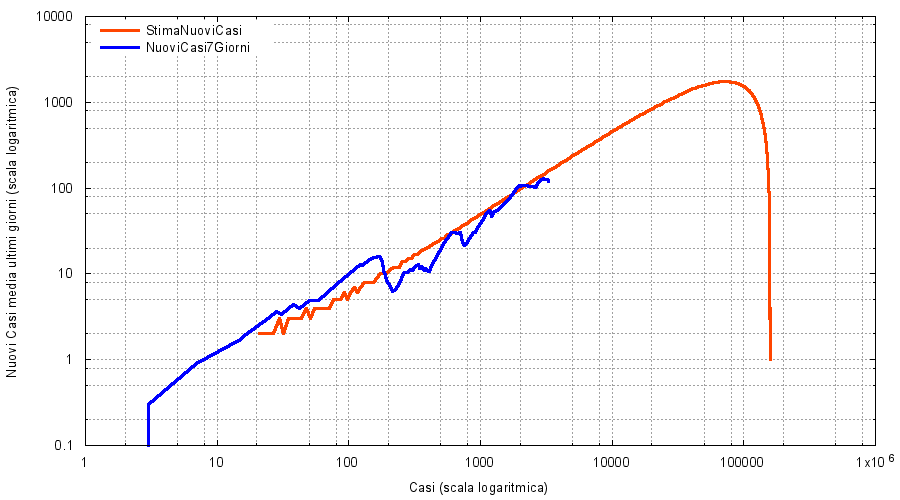 10000
StimaNuoviCasi
NuoviCasi7Giorni
1000
100
10
1
0.1
Nuovi Casi media ultimi giorni (scala logaritmica)
1 10 100 1000 10000 100000 1x10 6
Casi (scala logaritmica)